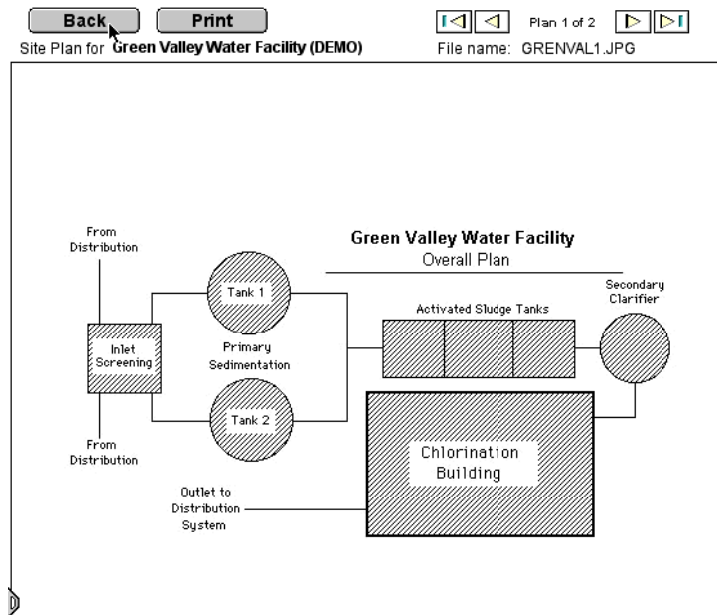 Back
Print
Plan 1 of 2
Site Plan for Green Valley Water Facility (DEMO)
File name: GRENVAL1.JPG
Green Valley Water Facility
Overall Plan
From
Distribution
Inlet
Screening
From
Distribution
Tank 1
Primary
Sedimentation
Tank 2
Activated Sludge Tanks
Secondary
Clarifier
Chlorination
Building
Outlet to
Distribution
System